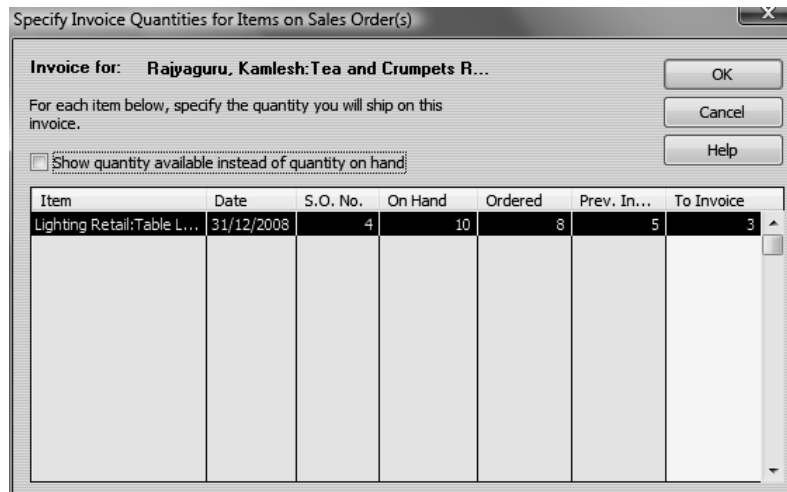 Specify Invoice Quantities for Items on Sales Order(s)
Invoice for: Rajyaguru, Kamlesh:Tea and Crumpets R...
OK
For each item below, specify the quantity you will ship on this
invoice.
Cancel
Help
Show quantity available instead of quantity on hand
Item Date S.O. No. On Hand Ordered Prev. In... To Invoice
Lighting Retail:Table L... 31/12/2008 4 10 8 5 3